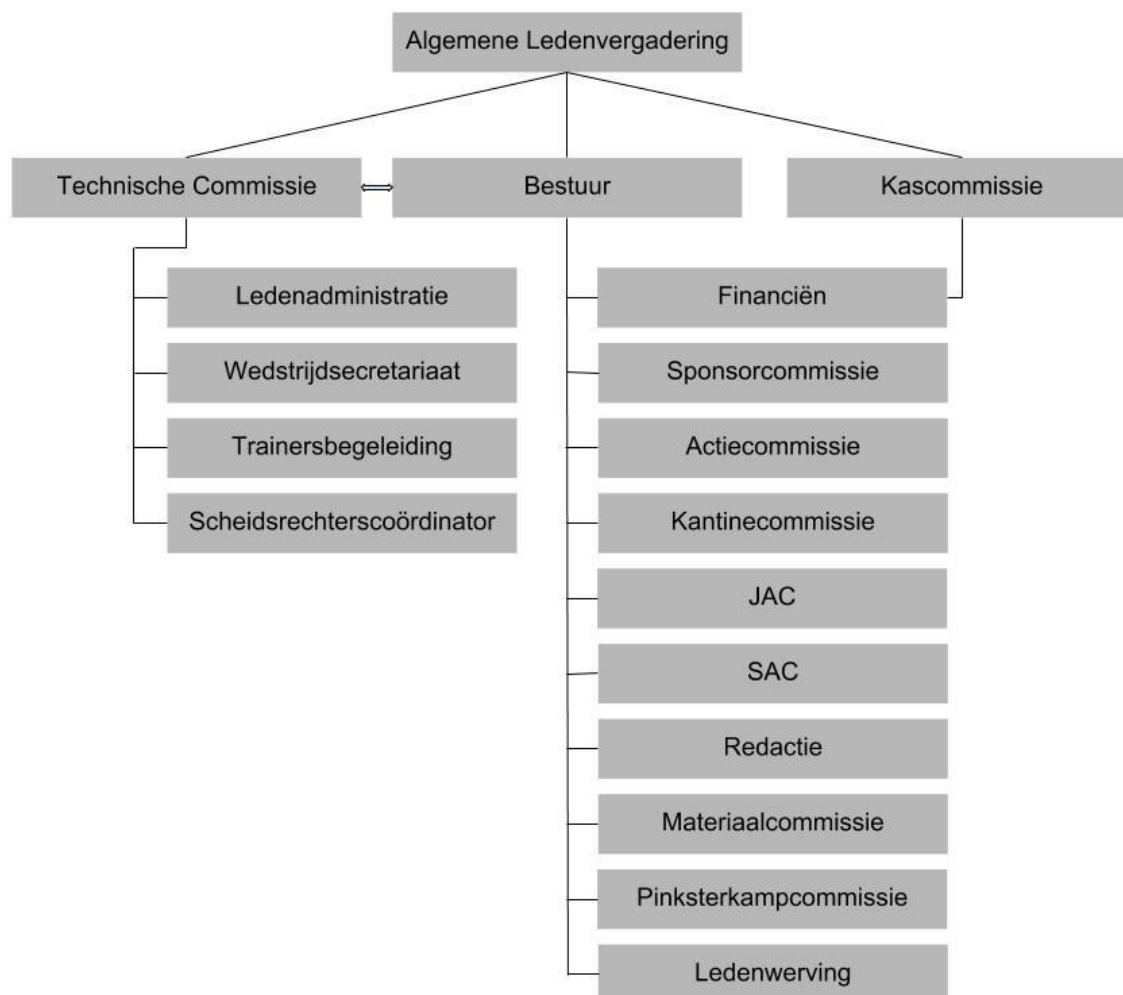 Algemene Ledenvergadering
Technische Commissie
Bestuur
Kascommissie
Ledenadministratie
Wedstrijdsecretariaat
Trainersbegeleiding
Scheidsrechterscoördinator
Financiën
Sponsorcommissie
Actiecommissie
Kantinecommissie
JAC
SAC
Redactie
Materiaalcommissie
Pinksterkampcommissie
Ledenwerving